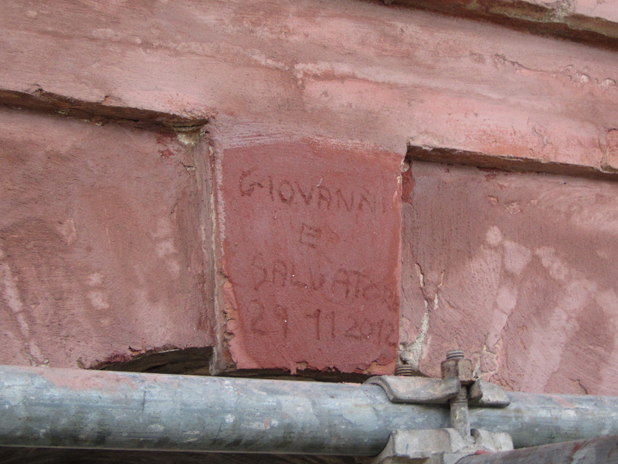 GIOVANNI
E
SALVATORE
29 11 2012